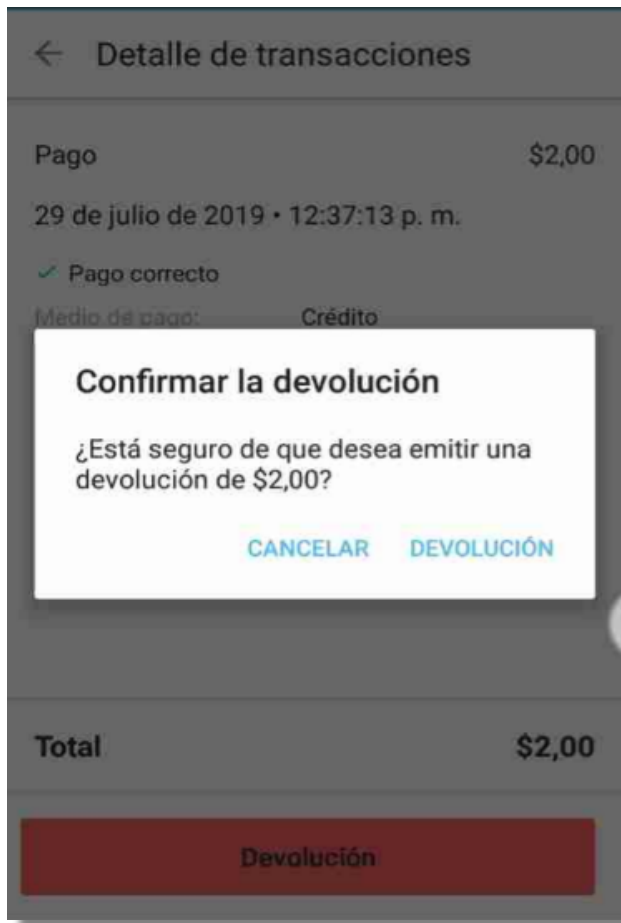 Detalle de transacciones
Pago $2,00
29 de julio de 2019 • 12:37:13 p. m.
Pago correcto
Medio de pago: Crédito
Confirmar la devolución
¿Está seguro de que desea emitir una
devolución de $2,00?
CANCELAR DEVOLUCIÓN
Total $2,00
Devolución